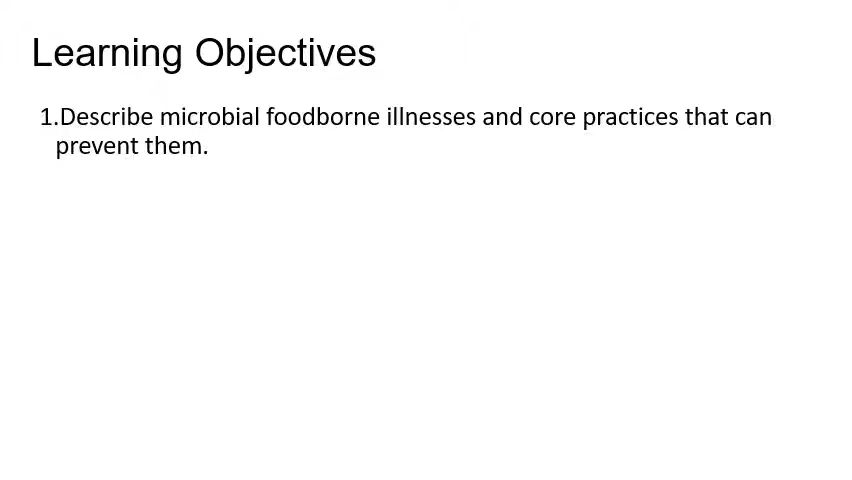 Learning Objectives
1.Describe microbial foodborne illnesses and core practices that can
prevent them.